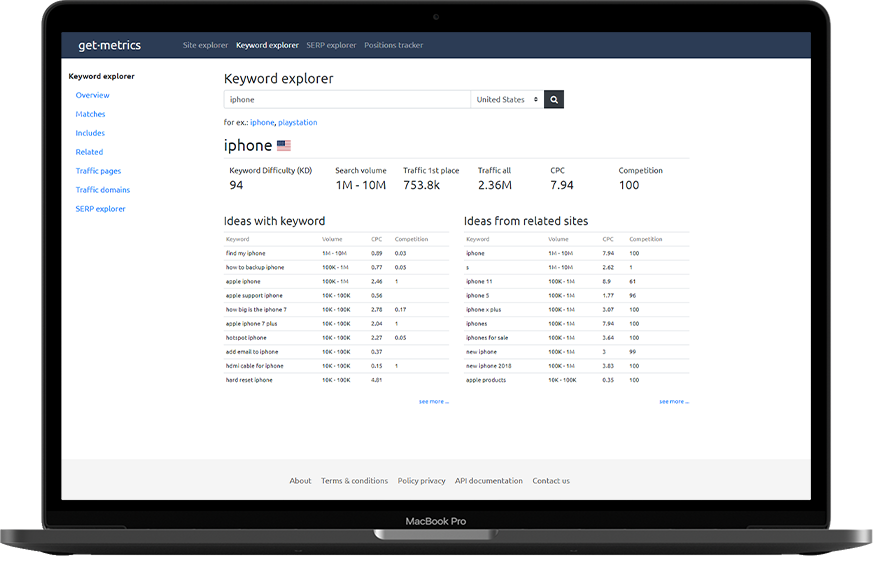 get-metrics Site explorer Keyword explorer SERP explorer Positions tracker
Keyword explorer
Overview
Matches
Includes
Related
Traffic pages
Traffic domains
SERP explorer
Keyword explorer
iphone United States
for ex.: iphone, playstation
iphone
Keyword Difficulty (KD) Search volume Traffic 1st place Traffic all CPC Competition
94 1M - 10M 753.8k 2.36M 7.94 100
Ideas with keyword
Keyword Volume CPC Competition
find my iphone 1M - 10M 0.89 0.03
how to backup iphone 100K - 1M 0.77 0.05
apple iphone 100K - 1M 2.46 1
apple support iphone 10K - 100K 0.56
how big is the iphone 7 10K - 100K 2.78 0.17
apple iphone 7 plus 10K - 100K 2.04 1
hotspot iphone 10K - 100K 2.27 0.05
add email to iphone 10K - 100K 0.37
hdmi cable for iphone 10K - 100K 0.15 1
hard reset iphone 10K - 100K 4.81
see more ...
Ideas from related sites
Keyword Volume CPC Competition
iphone 1M - 10M 7.94 100
s 1M - 10M 2.62 1
iphone 11 100K - 1M 8.9 61
iphone 5 100K - 1M 1.77 96
iphone x plus 100K - 1M 3.07 100
iphones 100K - 1M 7.94 100
iphones for sale 100K - 1M 3.64 100
new iphone 100K - 1M 3 99
new iphone 2018 100K - 1M 3.83 100
apple products 10K - 100K 0.35 100
see more ...
About Terms & conditions Policy privacy API documentation Contact us
MacBook Pro